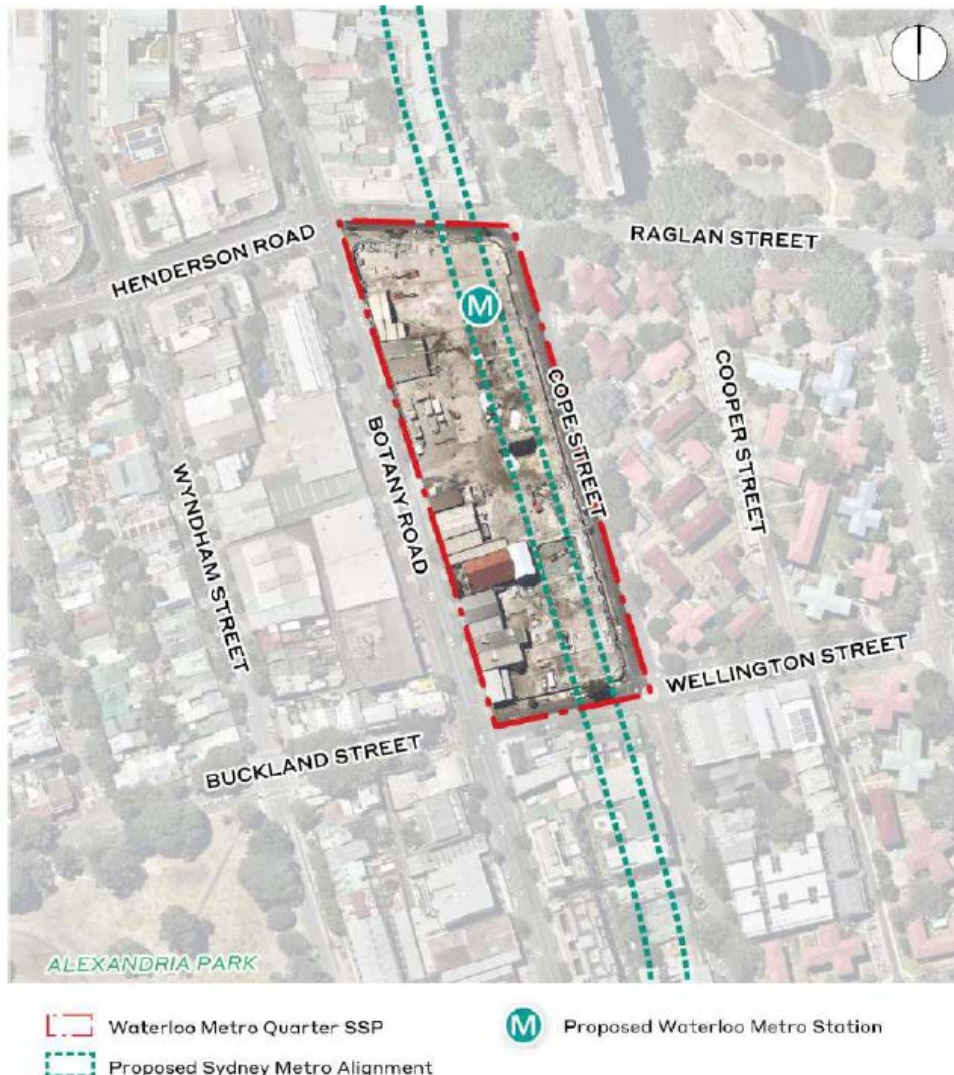 HENDERSON ROAD
RAGLAN STREET
M
COPE STREET
COOPER STREET
BOTANY ROAD
WYNDHAM STREET
WELLINGTON STREET
BUCKLAND STREET
ALEXANDRIA PARK
Waterloo Metro Quarter SSP
M Proposed Waterloo Metro Station
Proposed Sydney Metro Alignment